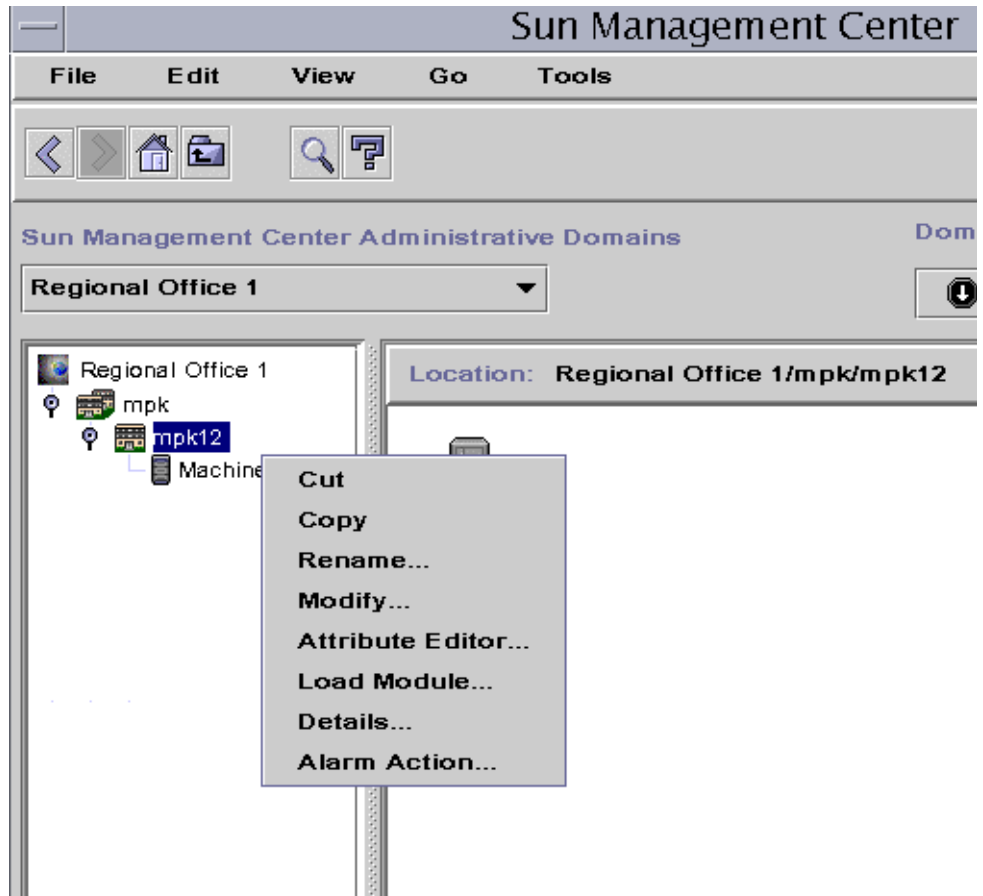 Sun Management Center
File Edit View Go Tools
Sun Management Center Administrative Domains
Dom
Regional Office 1
Regional Office 1
mpk
mpk12
Machine
Location: Regional Office 1/mpk/mpk12
Cut
Copy
Rename...
Modify...
Attribute Editor...
Load Module...
Details...
Alarm Action...